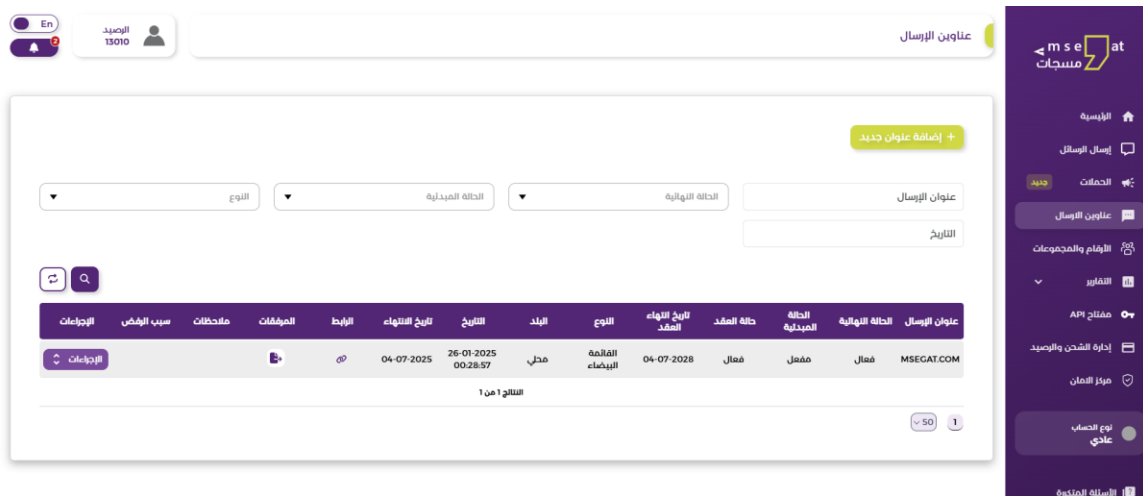 En
2
الرصيد
13010
عناوين الإرسال
msegat
مسجات
الرئيسية
إرسال الرسائل
الحملات
جديد
عناوين الارسال
الأرقام والمجموعات
التقارير
مفتاح API
إدارة الشحن والرصيد
مركز الامان
نوع الحساب
عادي
الأسئلة المتكررة
+ إضافة عنوان جديد
عنوان الإرسال
الحالة النهائية
الحالة المبدئية
النوع
التاريخ
عنوان الإرسال الحالة النهائية الحالة المبدئية حالة العقد تاريخ انتهاء العقد النوع البلد التاريخ تاريخ الانتهاء الرابط المرفقات ملاحظات سبب الرفض الإجراءات
MSEGAT.COM فعال مفعل فعال 04-07-2028 القائمة البيضاء محلي 26-01-2025 00:28:57 04-07-2025 الإجراءات
النتائج 1 من 1
1
50